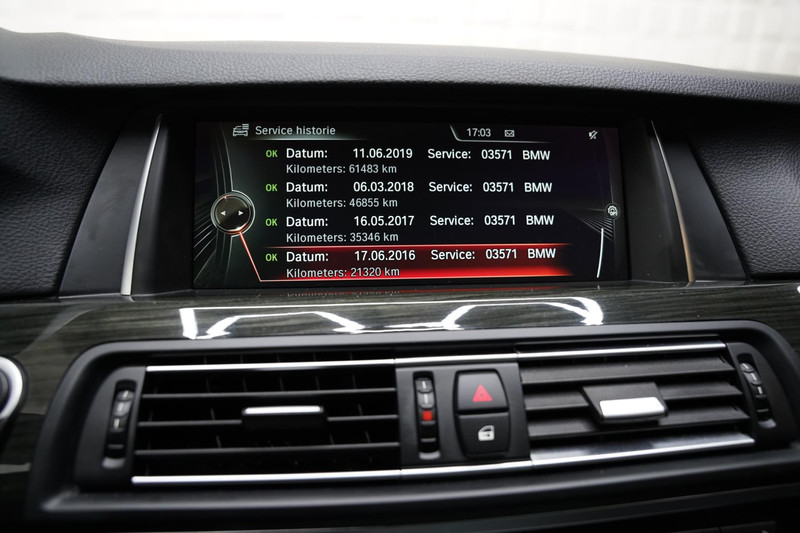 Service historie 17:03
OK Datum: 11.06.2019 Service: 03571 BMW
Kilometers: 61483 km
OK Datum: 06.03.2018 Service: 03571 BMW
Kilometers: 46855 km
OK Datum: 16.05.2017 Service: 03571 BMW
Kilometers: 35346 km
OK Datum: 17.06.2016 Service: 03571 BMW
Kilometers: 21320 km